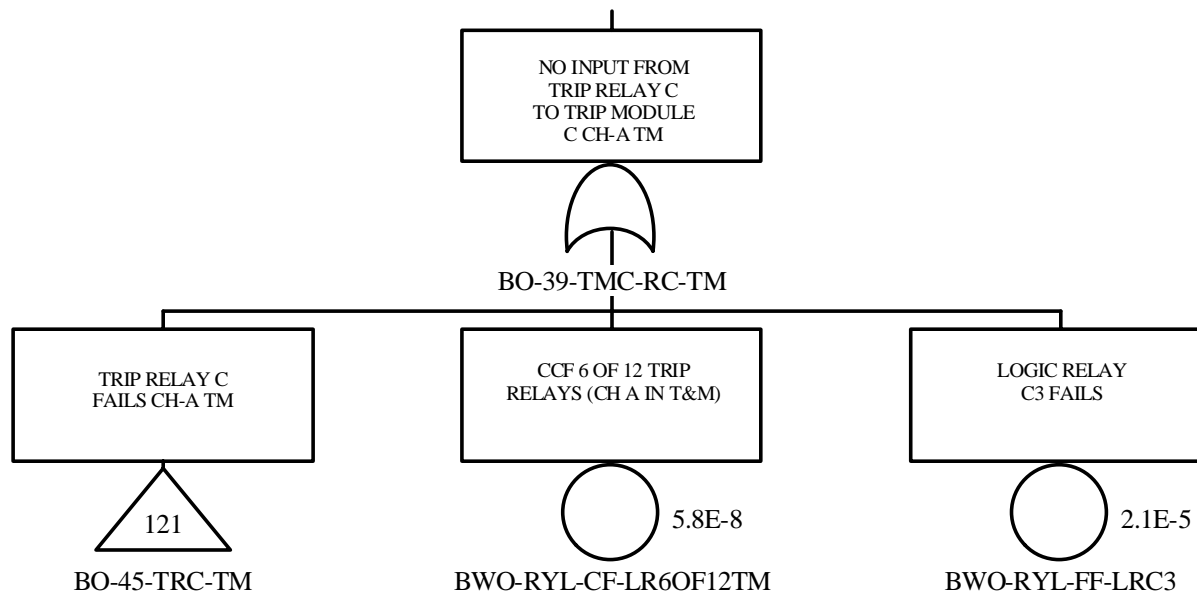 NO INPUT FROM
TRIP RELAY C
TO TRIP MODULE
C CH-A TM
BO-39-TMC-RC-TM
TRIP RELAY C
FAILS CH-A TM
CCF 6 OF 12 TRIP
RELAYS (CH A IN T&M)
LOGIC RELAY
C3 FAILS
121
5.8E-8
2.1E-5
BO-45-TRC-TM
BWO-RYL-CF-LR6OF12TM
BWO-RYL-FF-LRC3